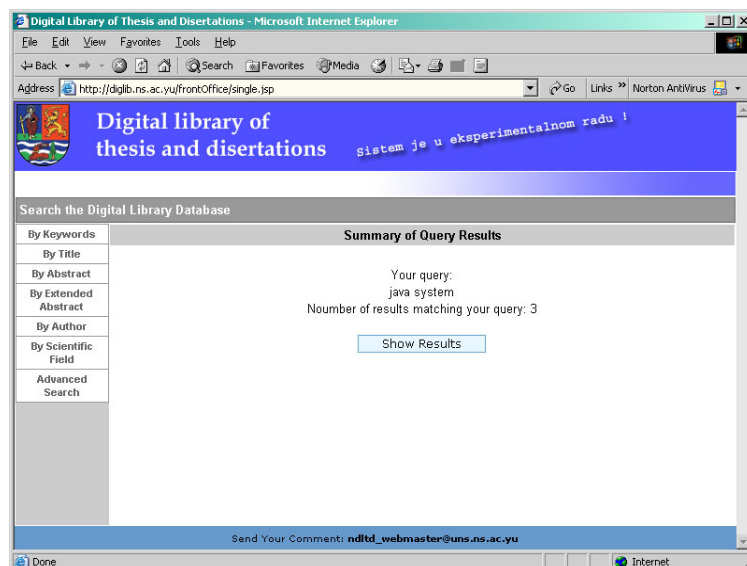 Digital Library of Thesis and Disertations - Microsoft Internet Explorer
File Edit View Favorites Tools Help
Back Search Favorites Media
Address http://diglib.ns.ac.yu/frontOffice/single.jsp Go Links » Norton AntiVirus
Digital library of
thesis and disertations
Sistem je u eksperimentalnom radu !
Search the Digital Library Database
By Keywords
By Title
By Abstract
By Extended
Abstract
By Author
By Scientific
Field
Advanced
Search
Summary of Query Results
Your query:
java system
Noumber of results matching your query: 3
Show Results
Send Your Comment: ndltd_webmaster@uns.ns.ac.yu
Done Internet